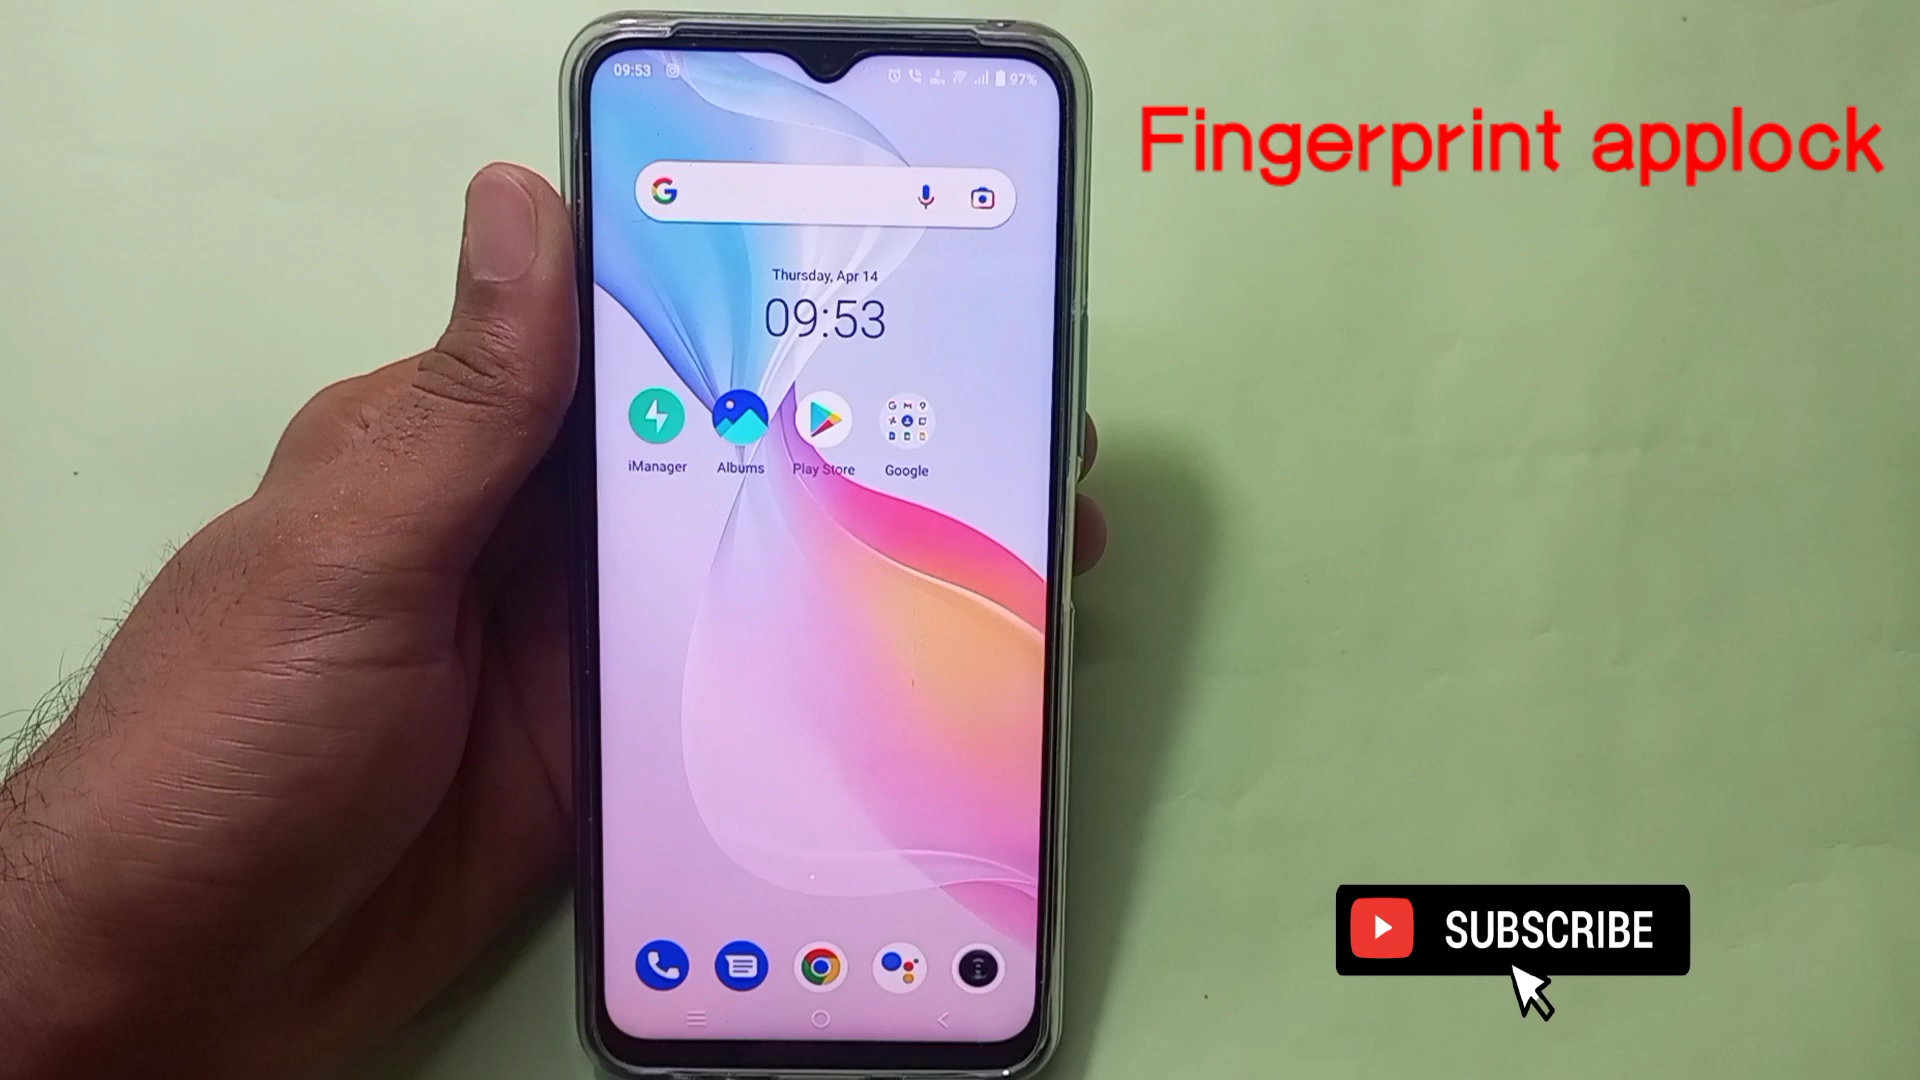 09:53
97%
Fingerprint applock
Thursday, Apr 14
09:53
iManager
Albums
Play Store
Google
SUBSCRIBE